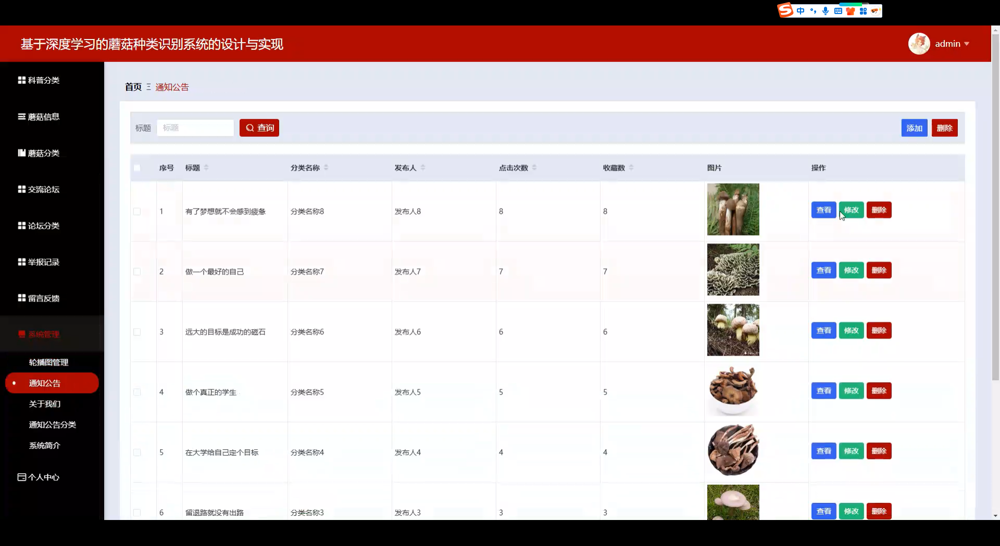 中
基于深度学习的蘑菇种类识别系统的设计与实现
admin
科普分类
蘑菇信息
蘑菇分类
交流论坛
论坛分类
举报记录
留言反馈
系统管理
轮播图管理
通知公告
关于我们
通知公告分类
系统简介
个人中心
首页 Ξ 通知公告
标题 标题 查询 添加 删除
序号 标题 分类名称 发布人 点击次数 收藏数 图片 操作
1 有了梦想就不会感到疲惫 分类名称8 发布人8 8 8 查看 修改 删除
2 做一个最好的自己 分类名称7 发布人7 7 7 查看 修改 删除
3 远大的目标是成功的磁石 分类名称6 发布人6 6 6 查看 修改 删除
4 做个真正的学生 分类名称5 发布人5 5 5 查看 修改 删除
5 在大学给自己定个目标 分类名称4 发布人4 4 4 查看 修改 删除
6 留退路就没有出路 分类名称3 发布人3 3 3 查看 修改 删除